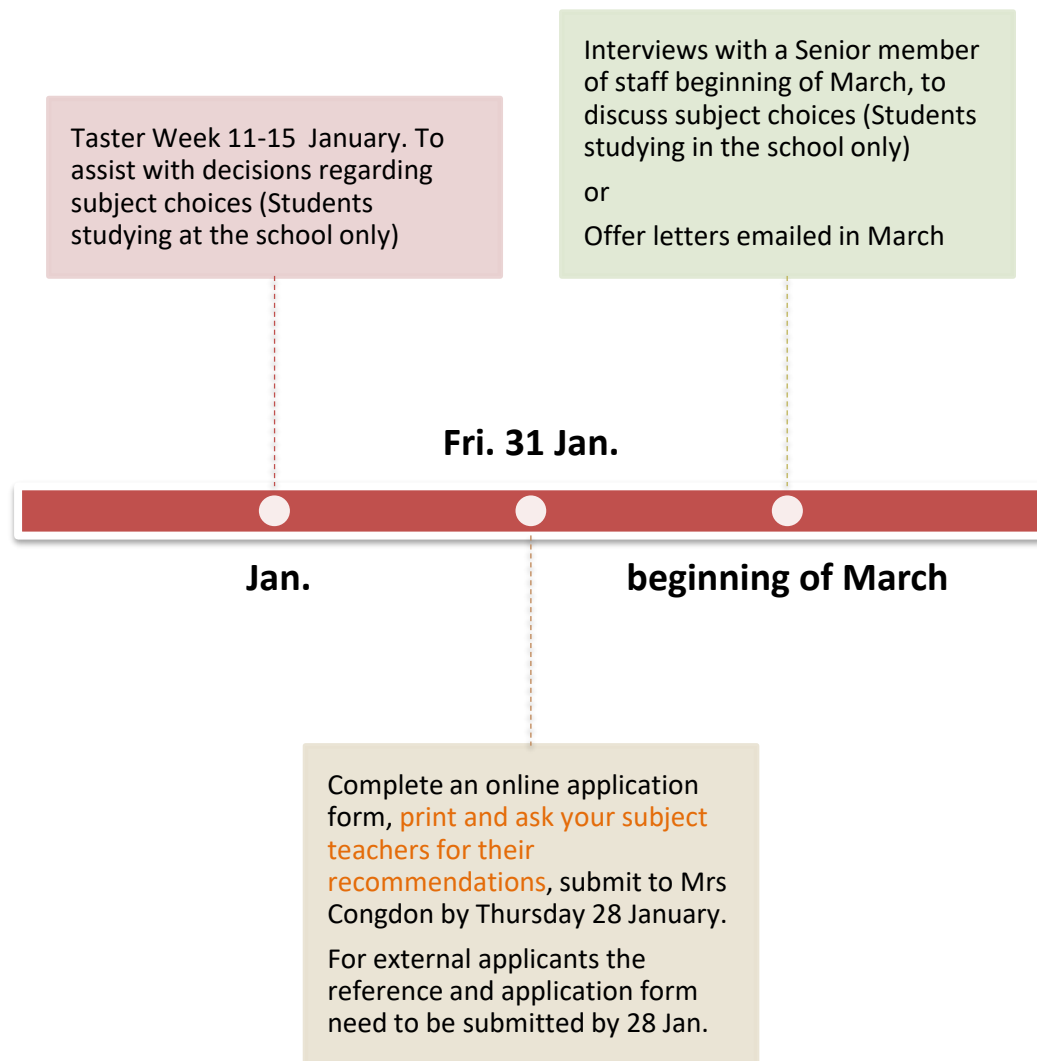 Taster Week 11-15  January. To
assist with decisions regarding
subject choices (Students
studying at the school only)
Interviews with a Senior member
of staff beginning of March, to
discuss subject choices (Students
studying in the school only)
or
Offer letters emailed in March
Fri. 31 Jan.
Jan.
beginning of March
Complete an online application
form, print and ask your subject
teachers for their
recommendations, submit to Mrs
Congdon by Thursday 28 January.
For external applicants the
reference and application form
need to be submitted by 28 Jan.